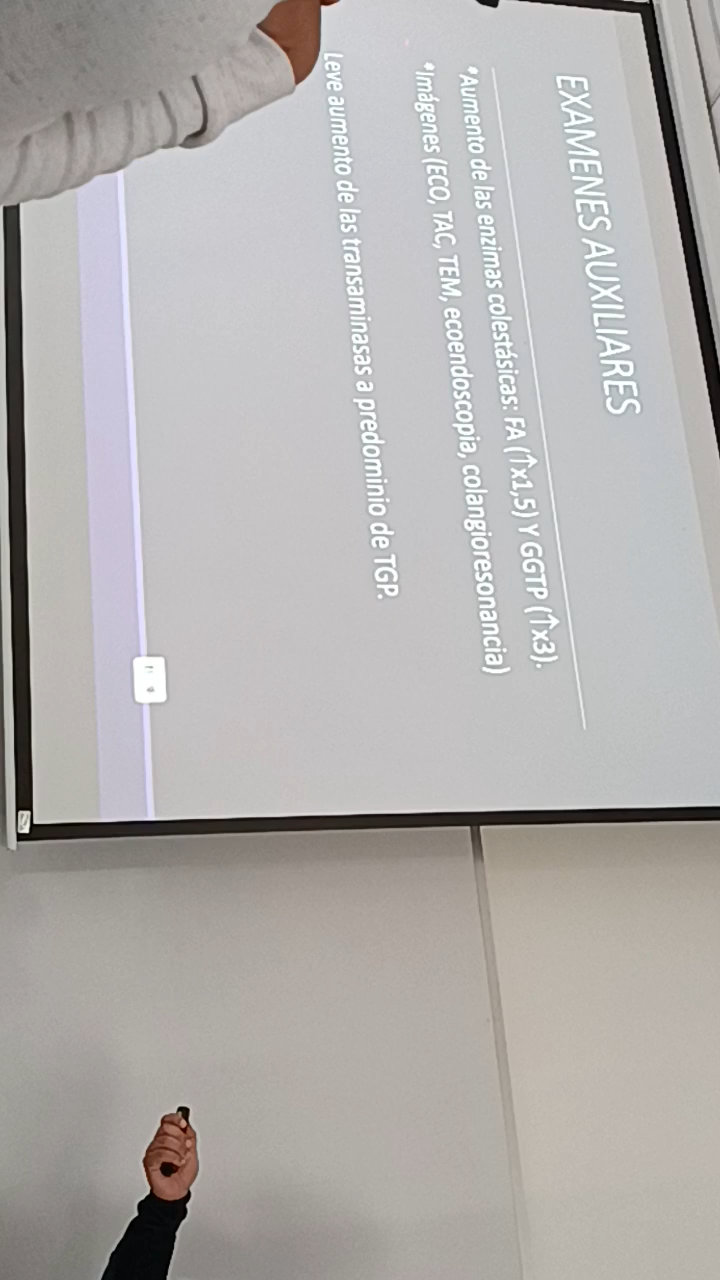 EXAMENES AUXILIARES
*Aumento de las enzimas colestásicas: FA (↑x1,5) Y GGTP (↑x3).
*Imágenes (ECO, TAC, TEM, ecoendoscopia, colangioresonancia)
Leve aumento de las transaminasas a predominio de TGP.